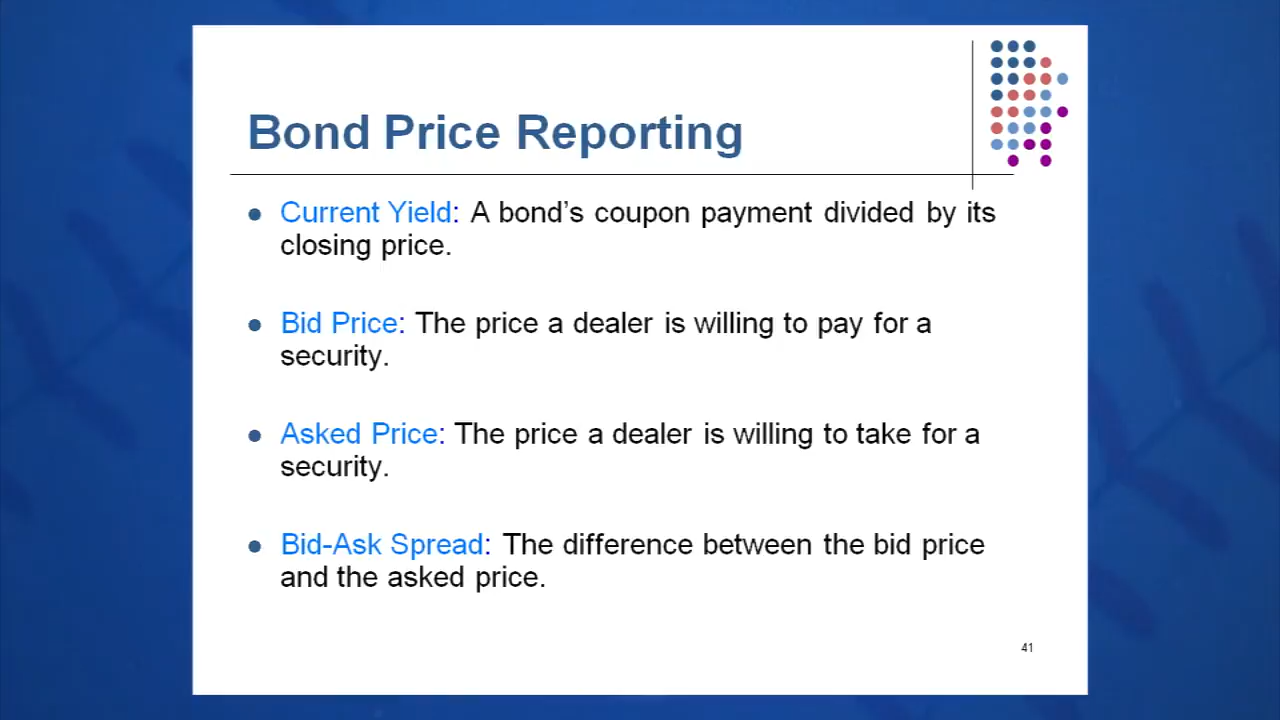 Bond Price Reporting
Current Yield: A bond’s coupon payment divided by its
closing price.
Bid Price: The price a dealer is willing to pay for a
security.
Asked Price: The price a dealer is willing to take for a
security.
Bid-Ask Spread: The difference between the bid price
and the asked price.
41